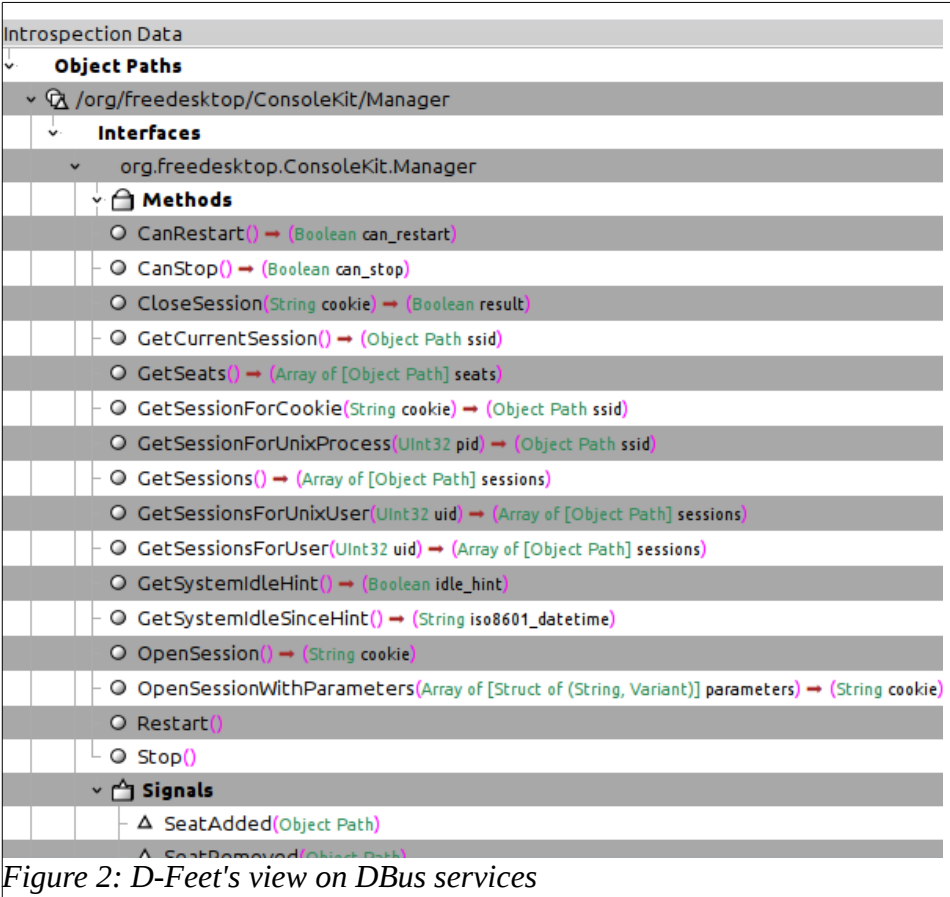 Introspection Data
Object Paths
/org/freedesktop/ConsoleKit/Manager
Interfaces
org.freedesktop.ConsoleKit.Manager
Methods
CanRestart() → (Boolean can_restart)
CanStop() → (Boolean can_stop)
CloseSession(String cookie) → (Boolean result)
GetCurrentSession() → (Object Path ssid)
GetSeats() → (Array of [Object Path] seats)
GetSessionForCookie(String cookie) → (Object Path ssid)
GetSessionForUnixProcess(UInt32 pid) → (Object Path ssid)
GetSessions() → (Array of [Object Path] sessions)
GetSessionsForUnixUser(UInt32 uid) → (Array of [Object Path] sessions)
GetSessionsForUser(UInt32 uid) → (Array of [Object Path] sessions)
GetSystemIdleHint() → (Boolean idle_hint)
GetSystemIdleSinceHint() → (String iso8601_datetime)
OpenSession() → (String cookie)
OpenSessionWithParameters(Array of [Struct of (String, Variant)] parameters) → (String cookie)
Restart()
Stop()
Signals
SeatAdded(Object Path)
SeatRemoved(Object Path)
Figure 2: D-Feet's view on DBus services